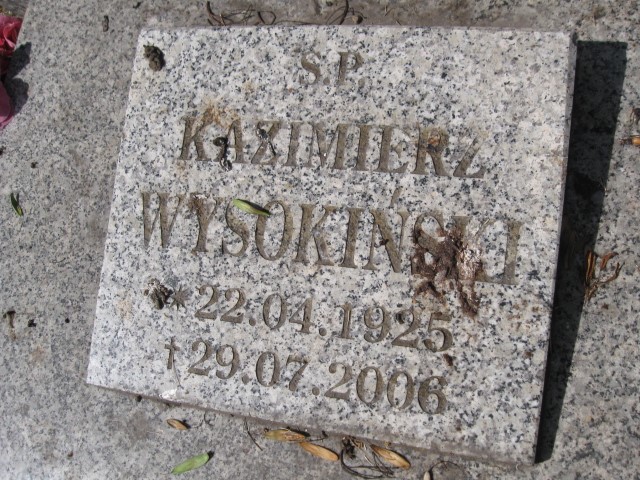 Ś.P.
KAZIMIERZ
WYSOKIŃSKI
* 22.04.1925
† 29.07.2006